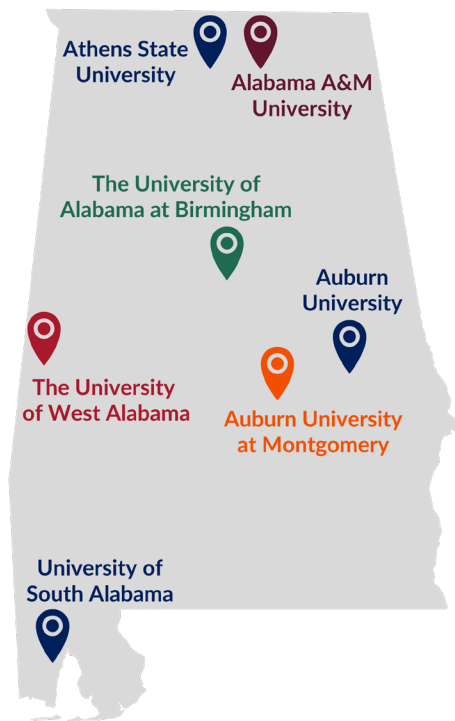 Athens State
University
Alabama A&M
University
The University of
Alabama at Birmingham
Auburn
University
The University
of West Alabama
Auburn University
at Montgomery
University of
South Alabama